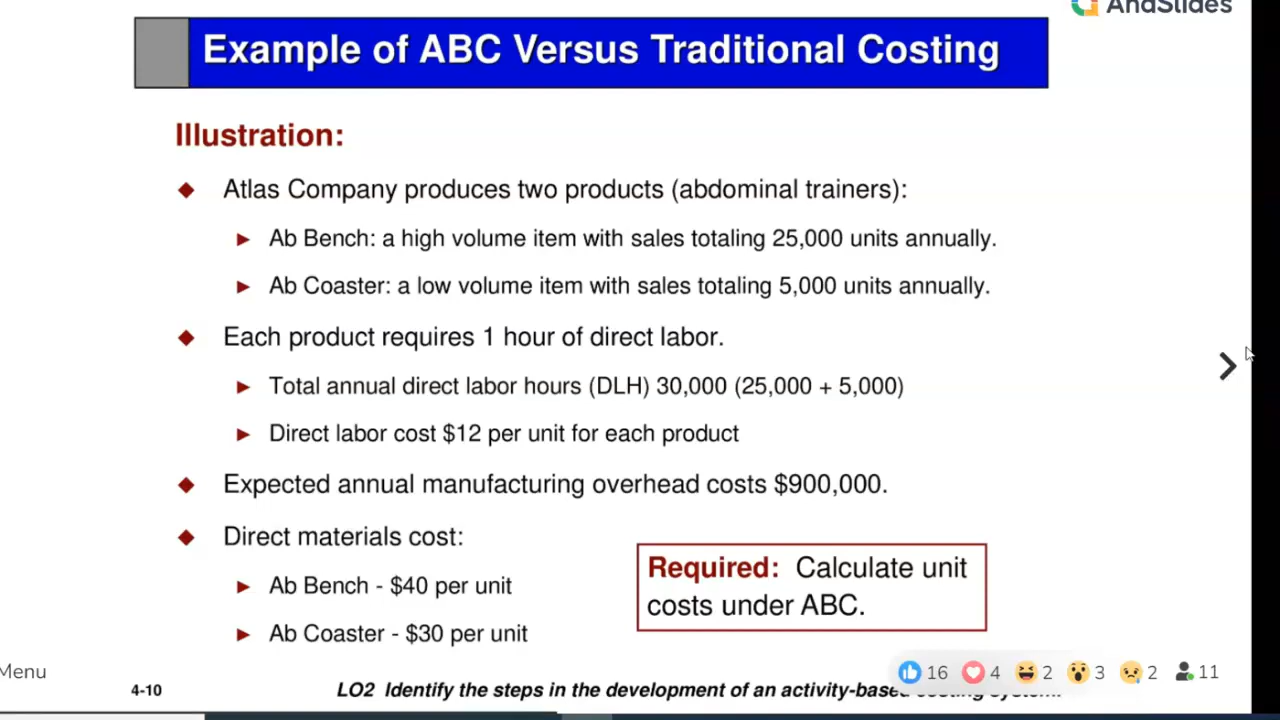 AhaSlides
Example of ABC Versus Traditional Costing
Illustration:
Atlas Company produces two products (abdominal trainers):
Ab Bench: a high volume item with sales totaling 25,000 units annually.
Ab Coaster: a low volume item with sales totaling 5,000 units annually.
Each product requires 1 hour of direct labor.
Total annual direct labor hours (DLH) 30,000 (25,000 + 5,000)
Direct labor cost $12 per unit for each product
Expected annual manufacturing overhead costs $900,000.
Direct materials cost:
Ab Bench - $40 per unit
Ab Coaster - $30 per unit
Required: Calculate unit
costs under ABC.
Menu
16 4 2 3 2 11
4-10
LO2 Identify the steps in the development of an activity-based costing system.